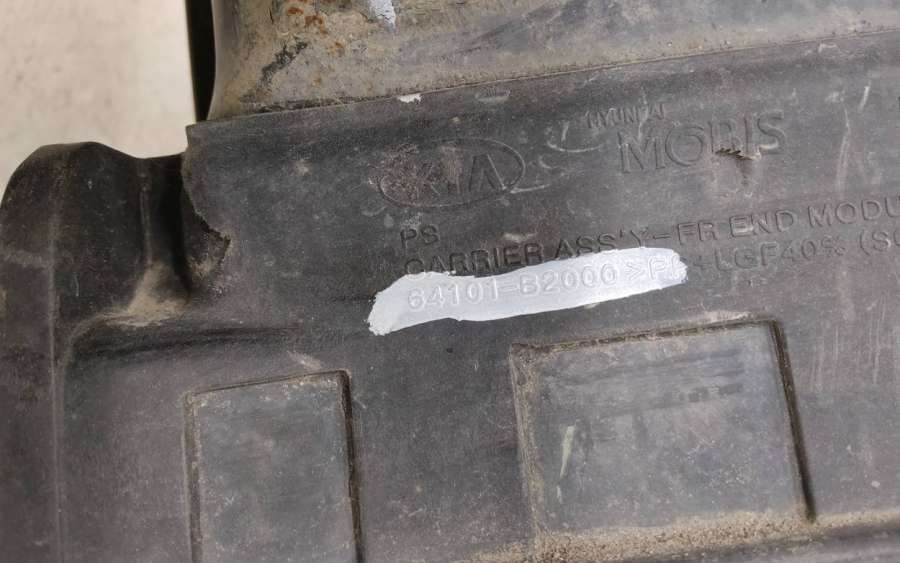 KIA
HYUNDAI
MOBIS
PS
CARRIER ASS'Y-FR END MODU
64101-B2000 >PP+LGF40% (S